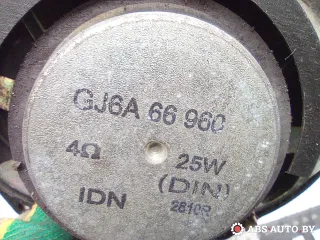 GJ6A 66 960
4Ω 25W
(DIN)
IDN
2810R
ABS AUTO BY